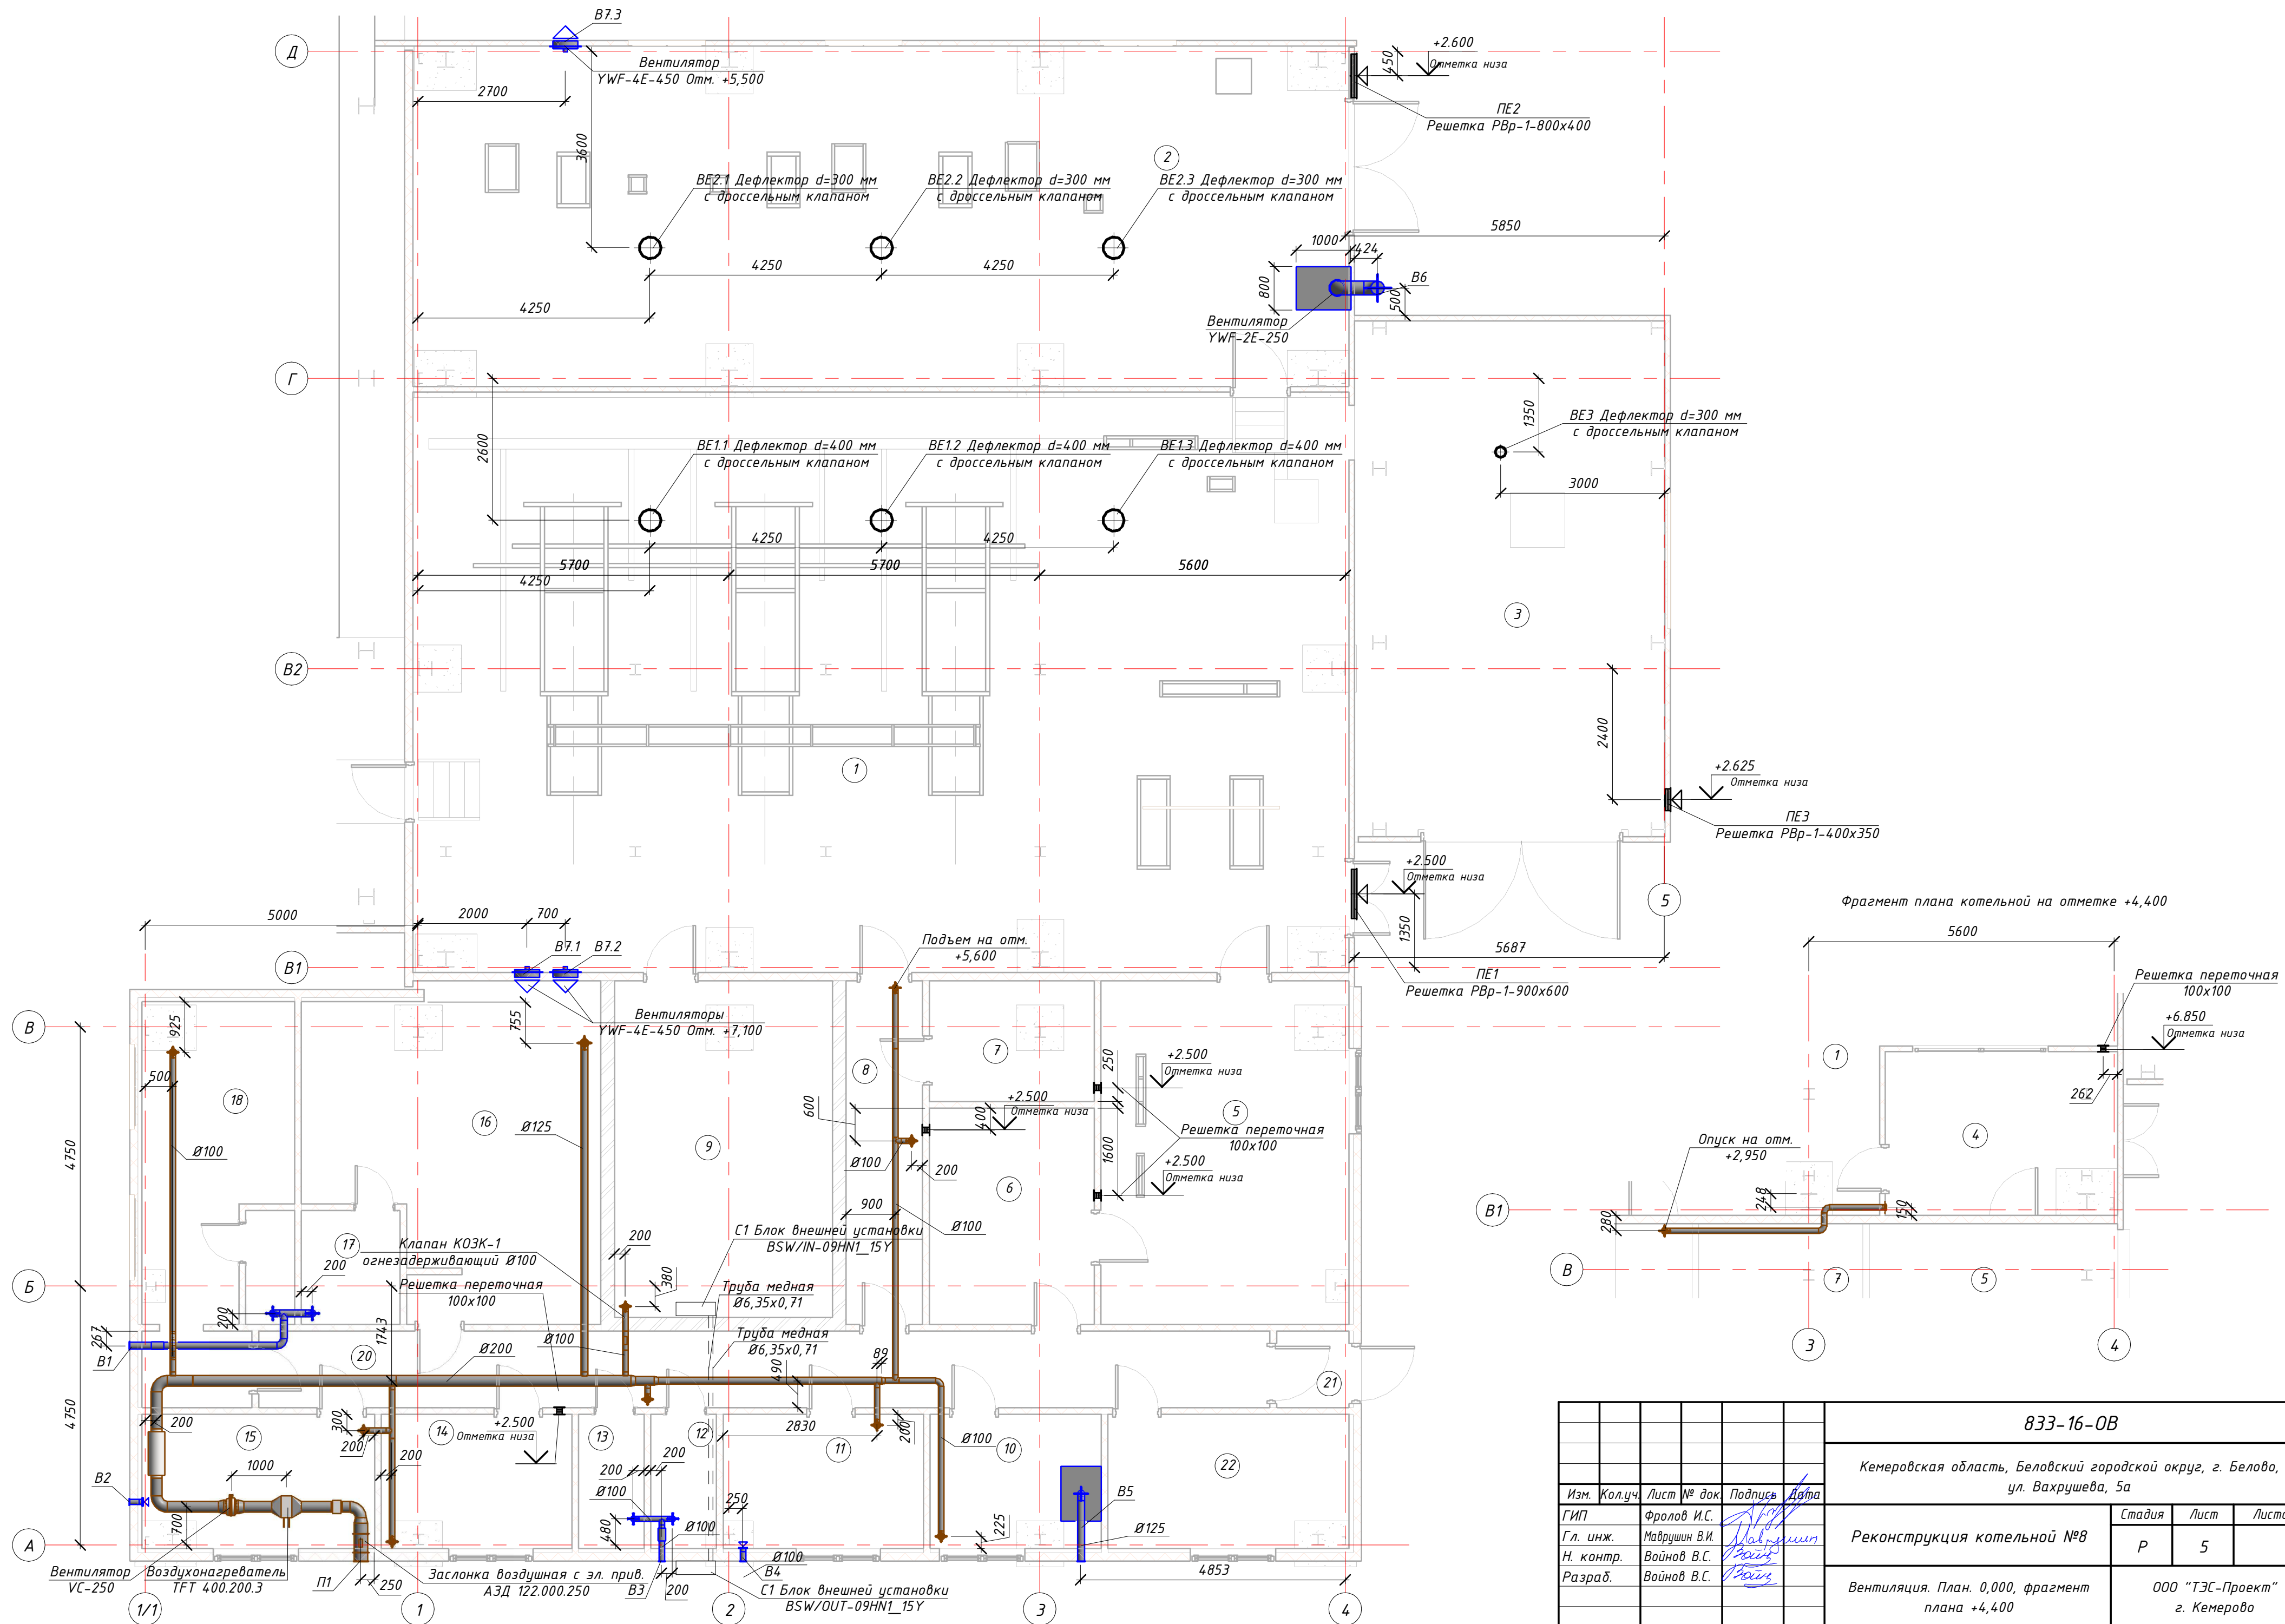 В7.3
Д
Вентилятор
YWF-4E-450 Отм. +5,500
2700
3600
450
+2.600
Отметка низа
ПЕ2
Решетка РВр-1-800х400
2
ВЕ2.1 Дефлектор d=300 мм
с дроссельным клапаном
ВЕ2.2 Дефлектор d=300 мм
с дроссельным клапаном
ВЕ2.3 Дефлектор d=300 мм
с дроссельным клапаном
5850
4250
4250
1000
424
В6
800
500
4250
Вентилятор
YWF-2E-250
Г
2600
1350
ВЕ3 Дефлектор d=300 мм
с дроссельным клапаном
ВЕ1.1 Дефлектор d=400 мм
с дроссельным клапаном
ВЕ1.2 Дефлектор d=400 мм
с дроссельным клапаном
ВЕ1.3 Дефлектор d=400 мм
с дроссельным клапаном
3000
4250
4250
5700
5700
5600
4250
3
В2
2400
1
+2.625
Отметка низа
ПЕ3
Решетка РВр-1-400х350
+2.500
Отметка низа
1350
5
5687
ПЕ1
Решетка РВр-1-900х600
5000
2000
700
В7.1
В7.2
Подъем на отм.
+5,600
В1
В
925
755
Вентиляторы
YWF-4E-450 Отм. +7,100
500
18
16
Ø100
Ø125
9
8
7
250
+2.500
Отметка низа
600
+2.500
Отметка низа
400
5
Решетка переточная
100х100
1600
+2.500
Отметка низа
Ø100
200
6
900
Ø100
4750
4750
С1 Блок внешней установки
BSW/IN-09HN1_15Y
17
Клапан КОЗК-1
огнезадерживающий Ø100
Решетка переточная
100х100
200
200
380
Труба медная
Ø6,35х0,71
Труба медная
Ø6,35х0,71
Б
200
267
В1
20
1743
Ø200
Ø100
490
89
21
200
15
300
200
200
14
+2.500
Отметка низа
13
12
2830
11
200
Ø100
10
22
1000
В2
700
200
200
Ø100
480
Ø100
250
Ø100
В4
225
В5
Ø125
4853
А
Вентилятор
VC-250
Воздухонагреватель
TFT 400.200.3
П1
250
Заслонка воздушная с эл. прив.
АЗД 122.000.250
В3
200
С1 Блок внешней установки
BSW/OUT-09HN1_15Y
1/1
1
2
3
4
Фрагмент плана котельной на отметке +4,400
5600
Решетка переточная
100х100
+6.850
Отметка низа
1
262
4
Опуск на отм.
+2,950
248
150
280
В1
В
7
5
3
4
833-16-ОВ
Кемеровская область, Беловский городской округ, г. Белово,
ул. Вахрушева, 5а
Изм. Кол.уч. Лист № док. Подпись Дата
ГИП Фролов И.С.
Гл. инж. Маврушин В.И.
Н. контр. Войнов В.С.
Разраб. Войнов В.С.
Реконструкция котельной №8
Стадия Лист
Р 5
Вентиляция. План. 0,000, фрагмент
плана +4,400
ООО "ТЭС-Проект"
г. Кемерово